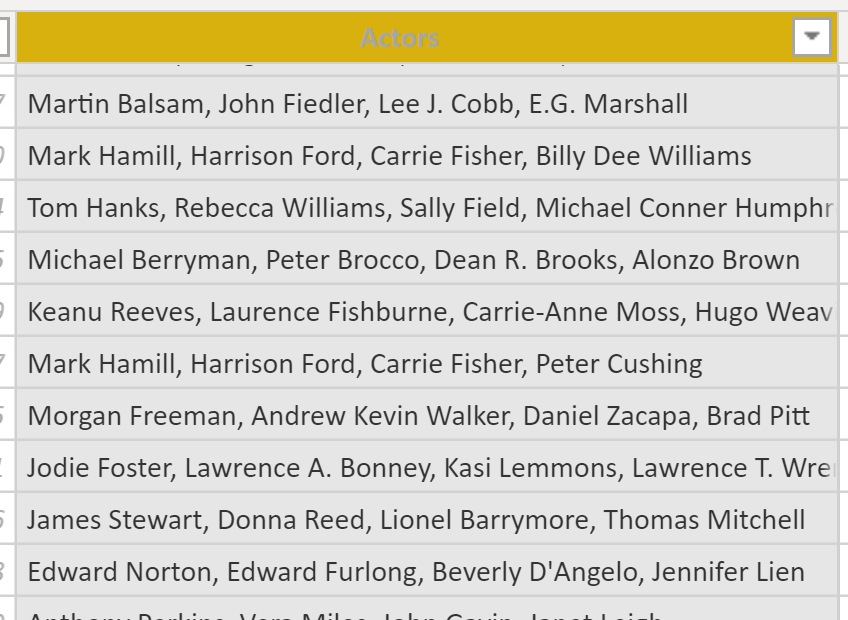 Actors
Martin Balsam, John Fiedler, Lee J. Cobb, E.G. Marshall
Mark Hamill, Harrison Ford, Carrie Fisher, Billy Dee Williams
Tom Hanks, Rebecca Williams, Sally Field, Michael Conner Humphr
Michael Berryman, Peter Brocco, Dean R. Brooks, Alonzo Brown
Keanu Reeves, Laurence Fishburne, Carrie-Anne Moss, Hugo Weavi
Mark Hamill, Harrison Ford, Carrie Fisher, Peter Cushing
Morgan Freeman, Andrew Kevin Walker, Daniel Zacapa, Brad Pitt
Jodie Foster, Lawrence A. Bonney, Kasi Lemmons, Lawrence T. Wre
James Stewart, Donna Reed, Lionel Barrymore, Thomas Mitchell
Edward Norton, Edward Furlong, Beverly D'Angelo, Jennifer Lien
Anthony Perkins, Vera Miles, John Gavin, Janet Leigh